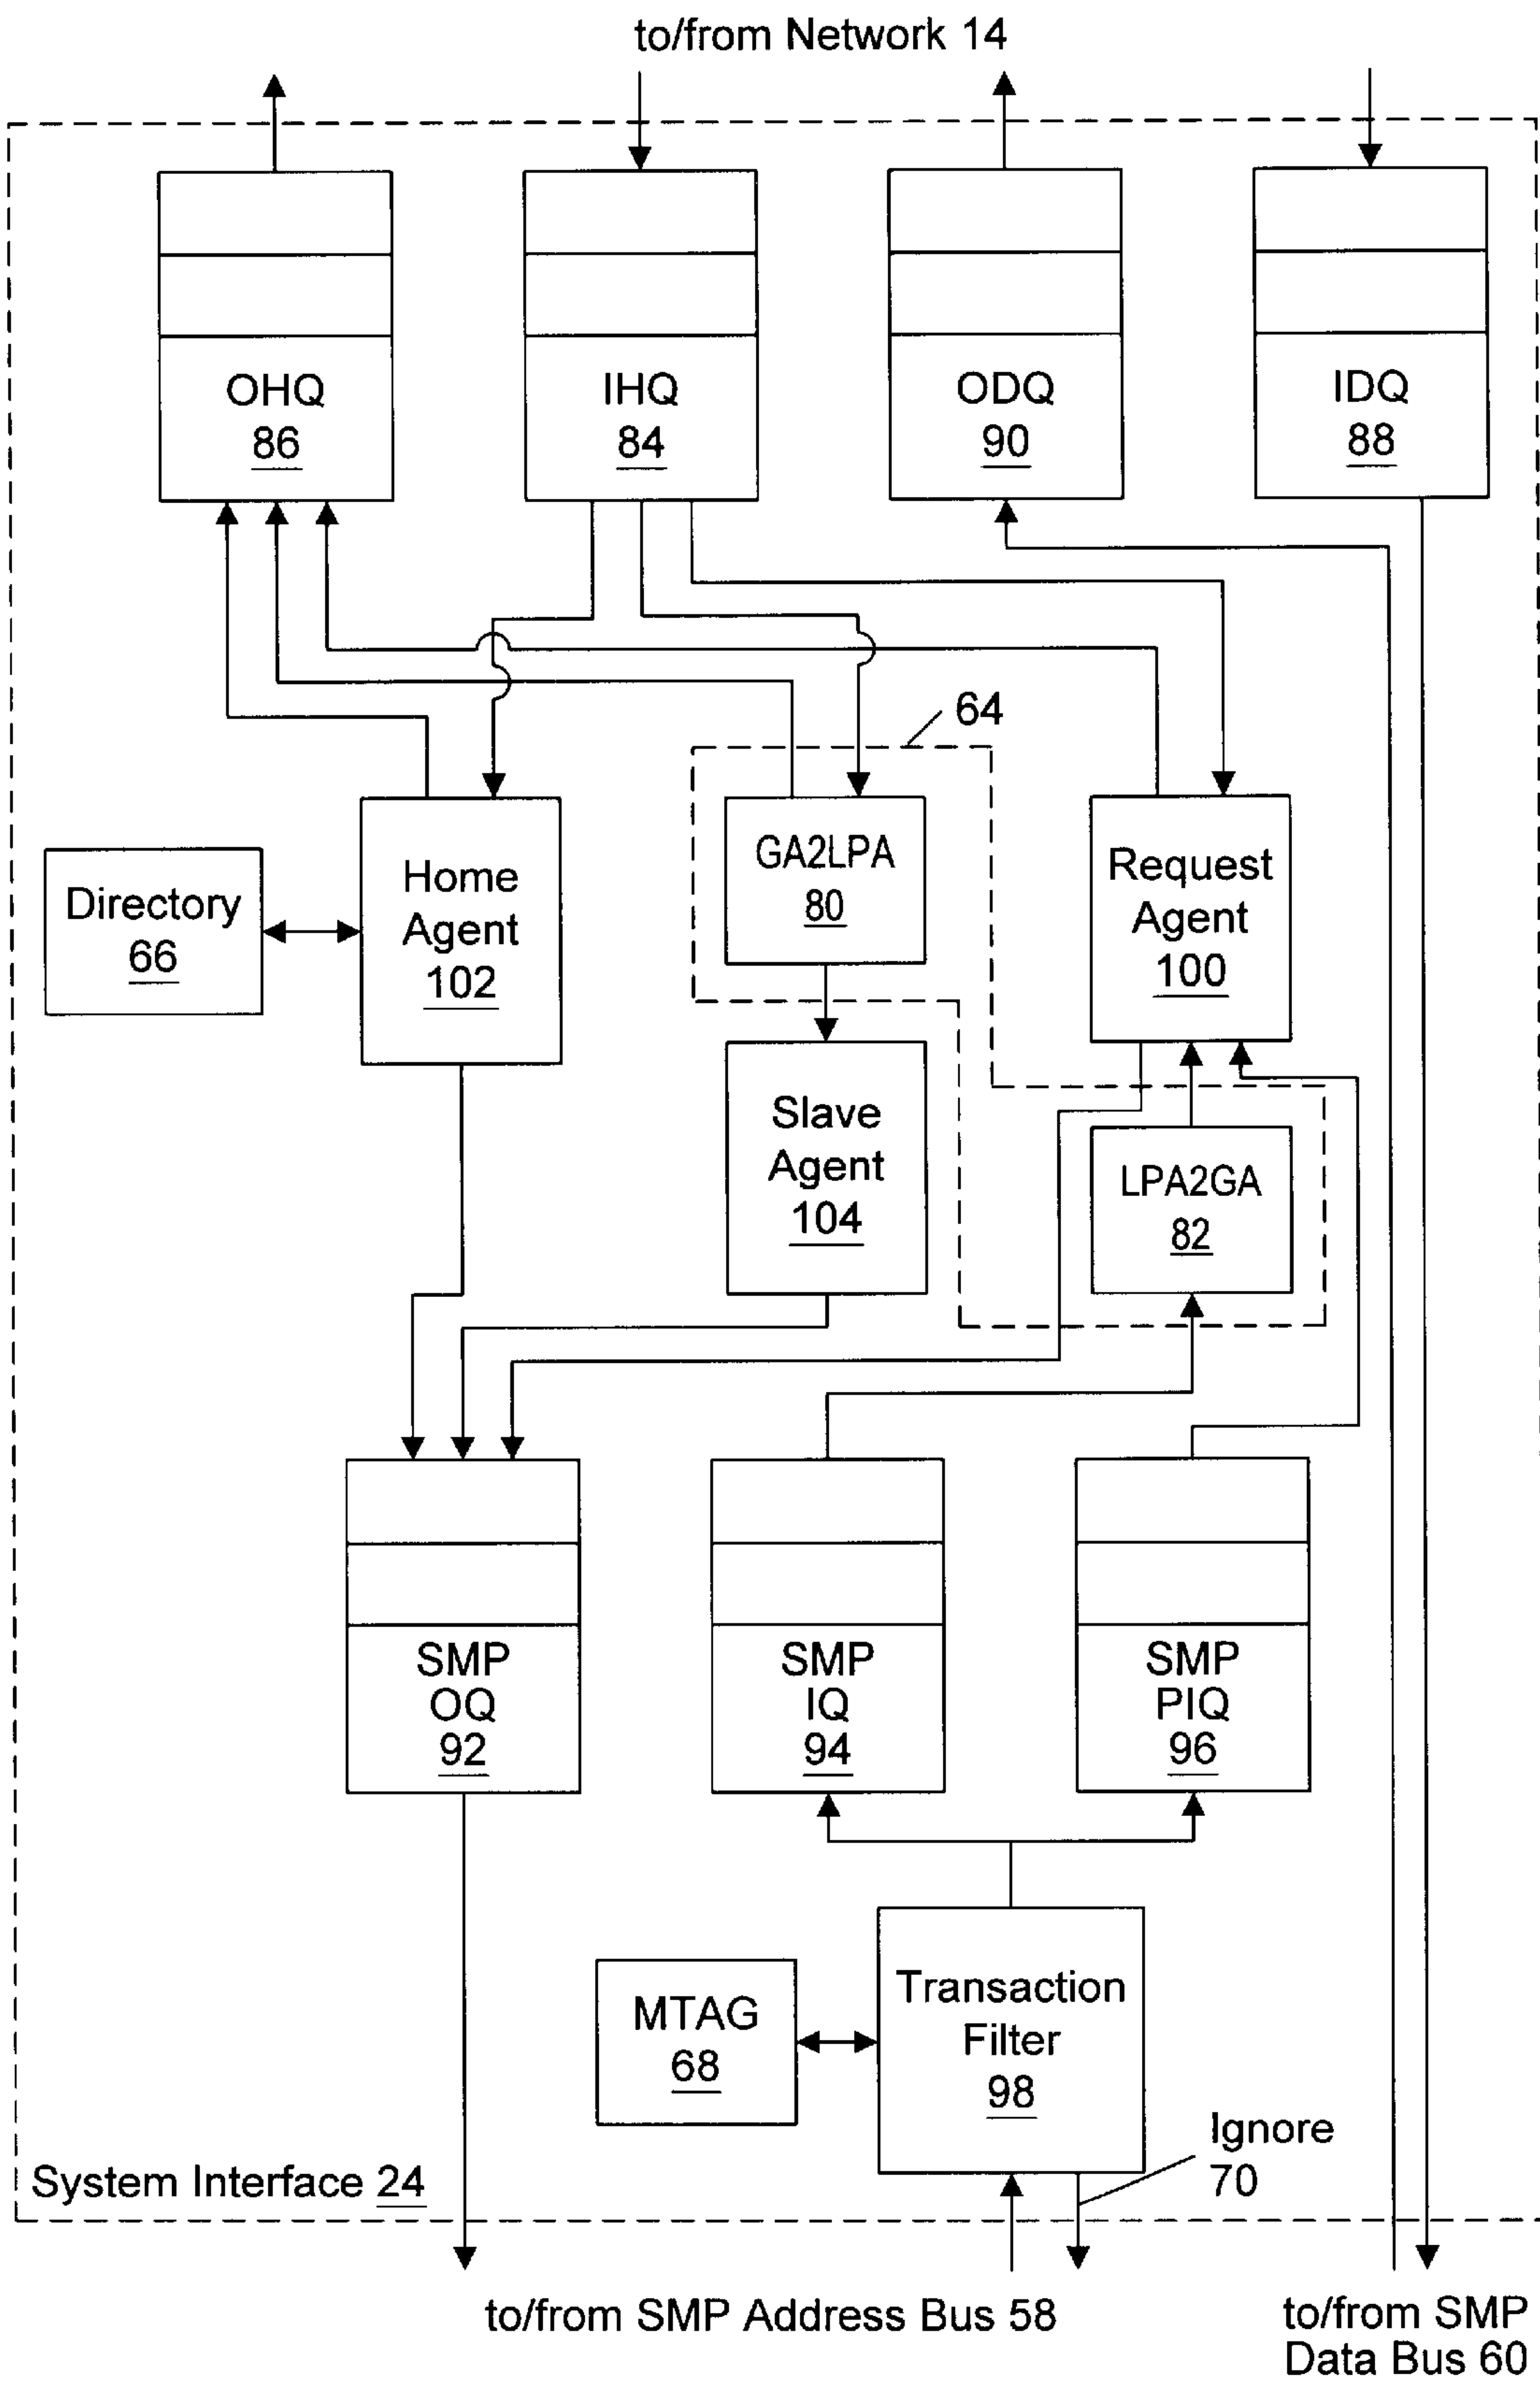 to/from Network 14
OHQ
86
IHQ
84
ODQ
90
IDQ
88
64
Directory
66
Home
Agent
102
GA2LPA
80
Request
Agent
100
Slave
Agent
104
LPA2GA
82
SMP
OQ
92
SMP
IQ
94
SMP
PIQ
96
MTAG
68
Transaction
Filter
98
Ignore
70
System Interface 24
to/from SMP Address Bus 58
to/from SMP
Data Bus 60